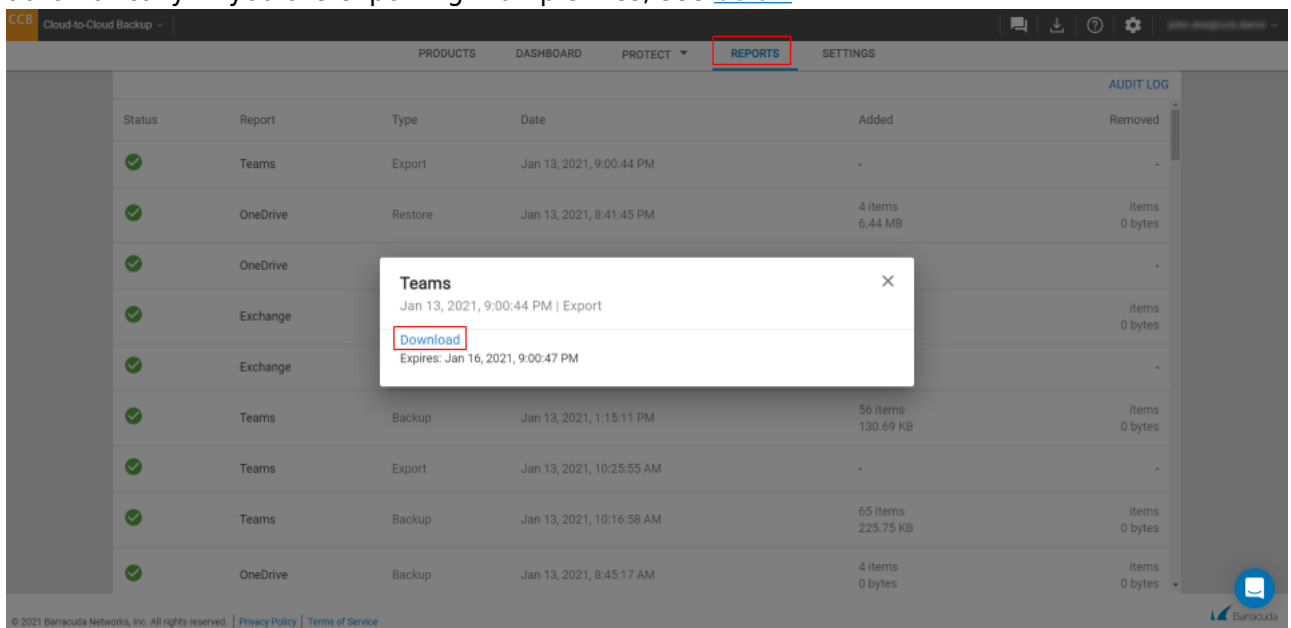 CCB Cloud-to-Cloud Backup
PRODUCTS DASHBOARD PROTECT REPORTS SETTINGS
AUDIT LOG
Status Report Type Date Added Removed
Teams Export Jan 13, 2021, 9:00:44 PM - -
OneDrive Restore Jan 13, 2021, 8:41:45 PM 4 items 6.44 MB items 0 bytes
OneDrive -
Teams
Jan 13, 2021, 9:00:44 PM | Export
Download
Expires: Jan 16, 2021, 9:00:47 PM
Exchange items 0 bytes
Exchange -
Teams Backup Jan 13, 2021, 1:15:11 PM 56 items 130.69 KB items 0 bytes
Teams Export Jan 13, 2021, 10:25:55 AM - -
Teams Backup Jan 13, 2021, 10:16:58 AM 65 items 225.75 KB items 0 bytes
OneDrive Backup Jan 13, 2021, 8:45:17 AM 4 items 0 bytes items 0 bytes
© 2021 Barracuda Networks, Inc. All rights reserved. | Privacy Policy | Terms of Service
Barracuda